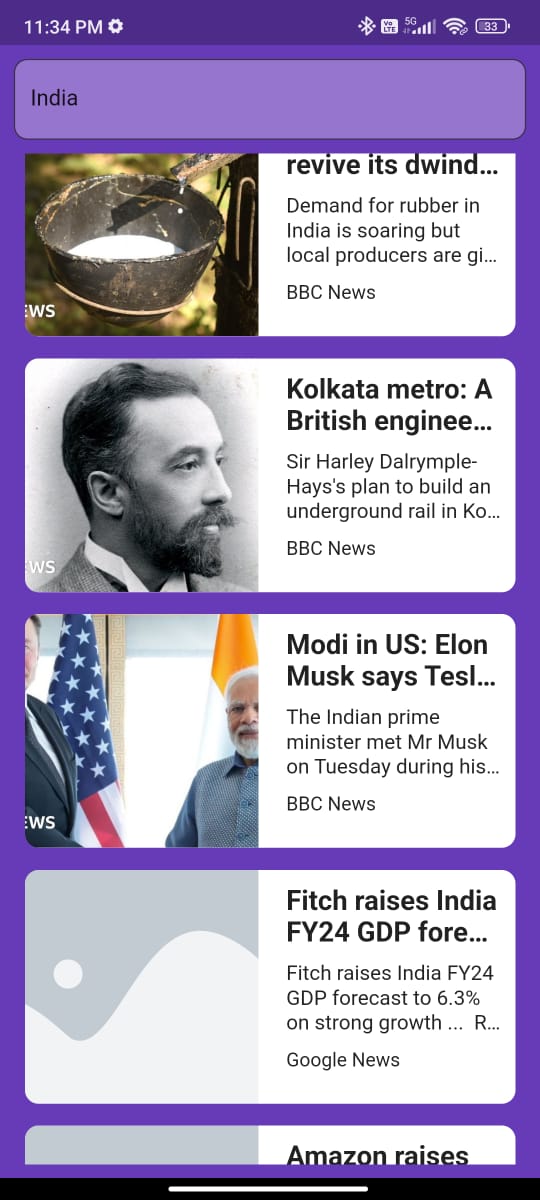 11:34 PM
Vo LTE
5G
33
India
revive its dwind...
Demand for rubber in
India is soaring but
local producers are gi...
BBC News
EWS
Kolkata metro: A
British enginee...
Sir Harley Dalrymple-
Hays's plan to build an
underground rail in Ko...
BBC News
WS
Modi in US: Elon
Musk says Tesl...
The Indian prime
minister met Mr Musk
on Tuesday during his...
BBC News
EWS
Fitch raises India
FY24 GDP fore...
Fitch raises India FY24
GDP forecast to 6.3%
on strong growth ...  R...
Google News
Amazon raises